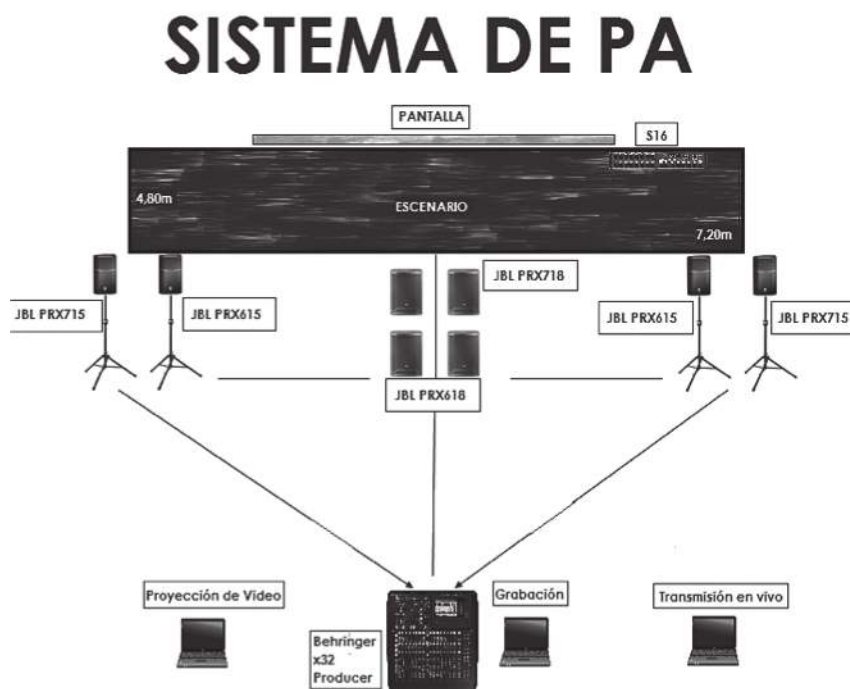 SISTEMA DE PA
PANTALLA
S16
4,80m
ESCENARIO
7,20m
JBL PRX718
JBL PRX715
JBL PRX615
JBL PRX615
JBL PRX715
JBL PRX618
Proyección de Video
Grabación
Transmisión en vivo
Behringer
x32
Producer